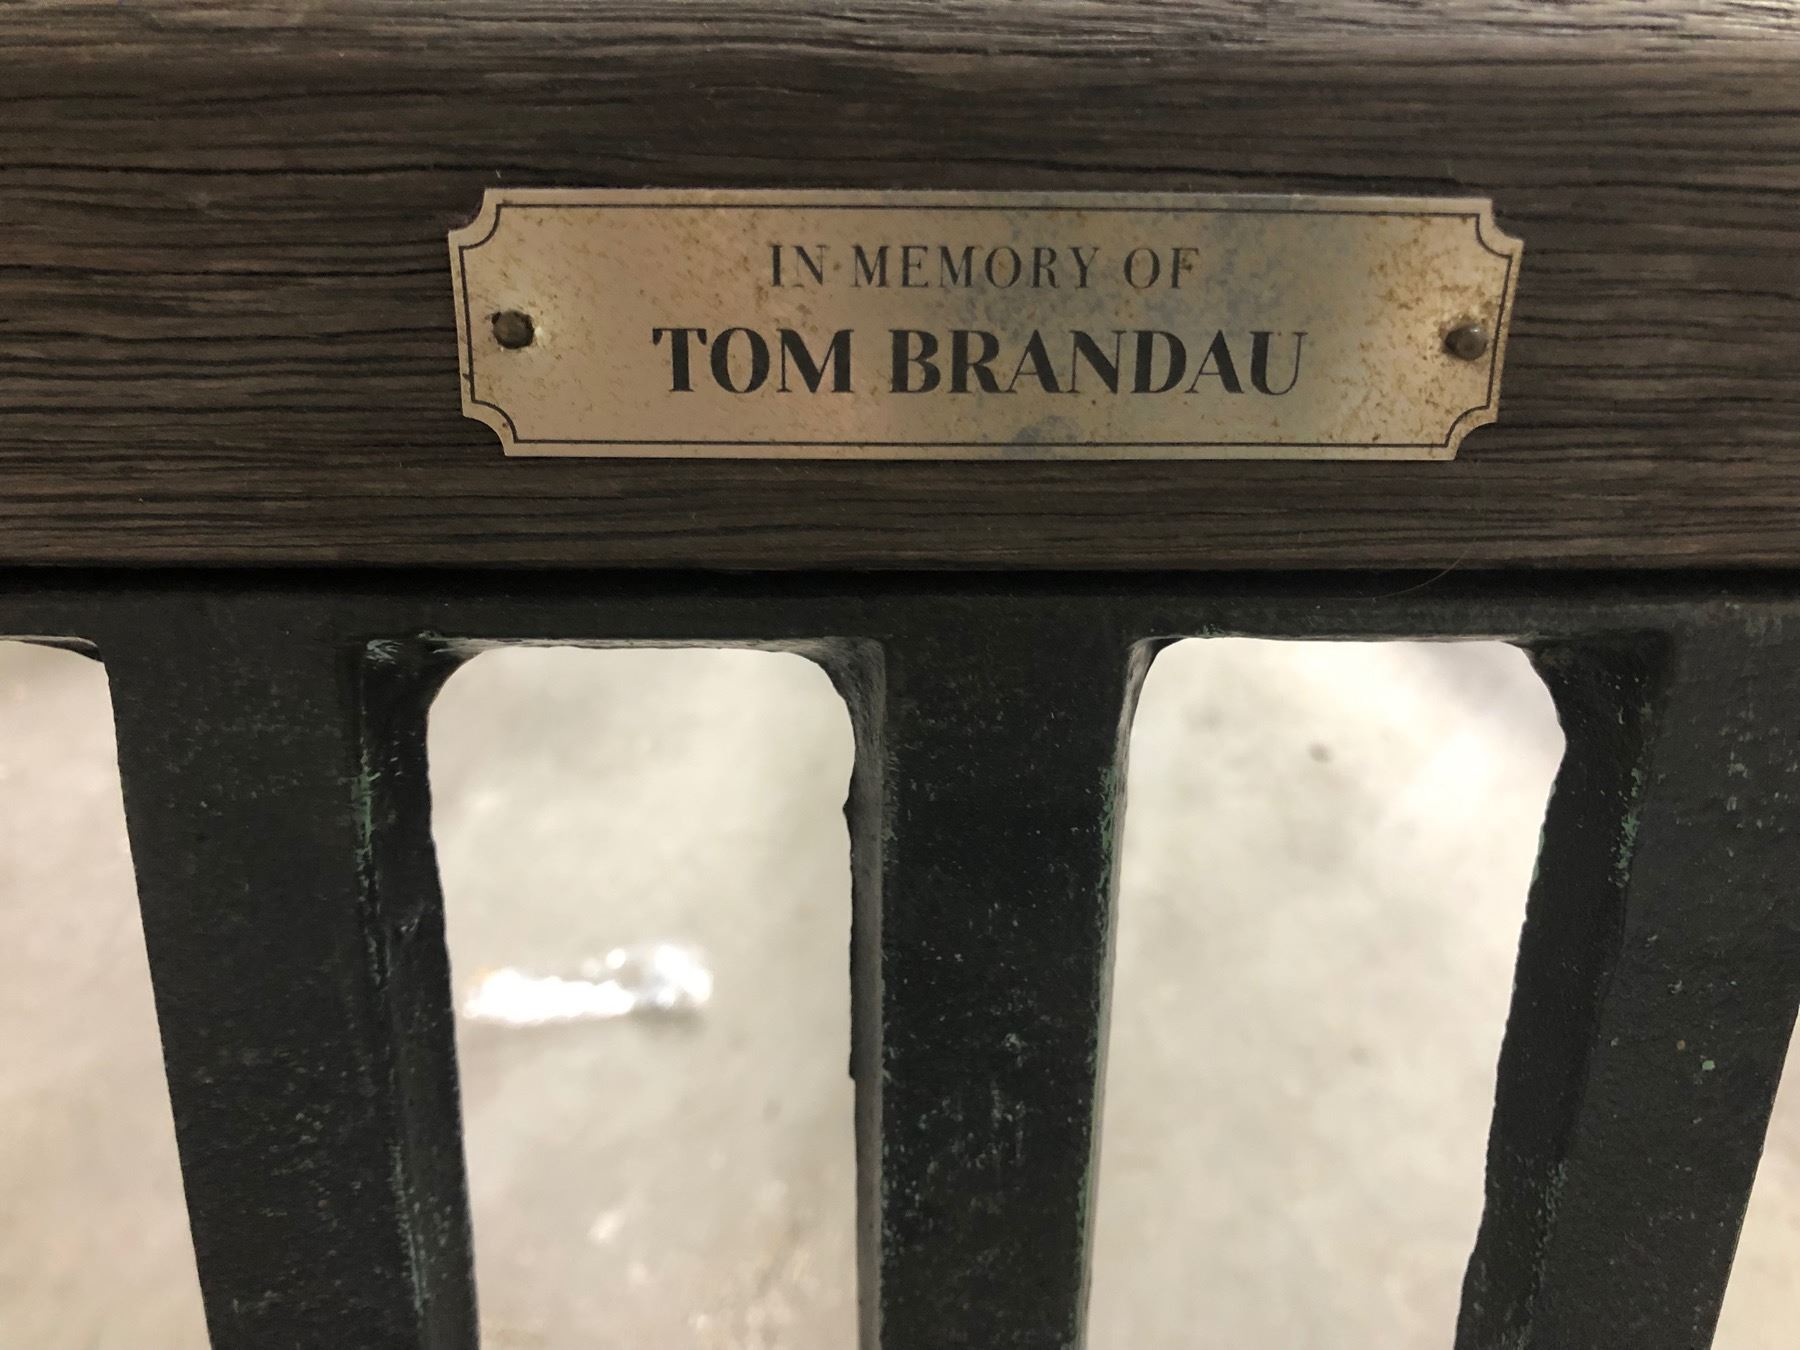 IN MEMORY OF
TOM BRANDAU